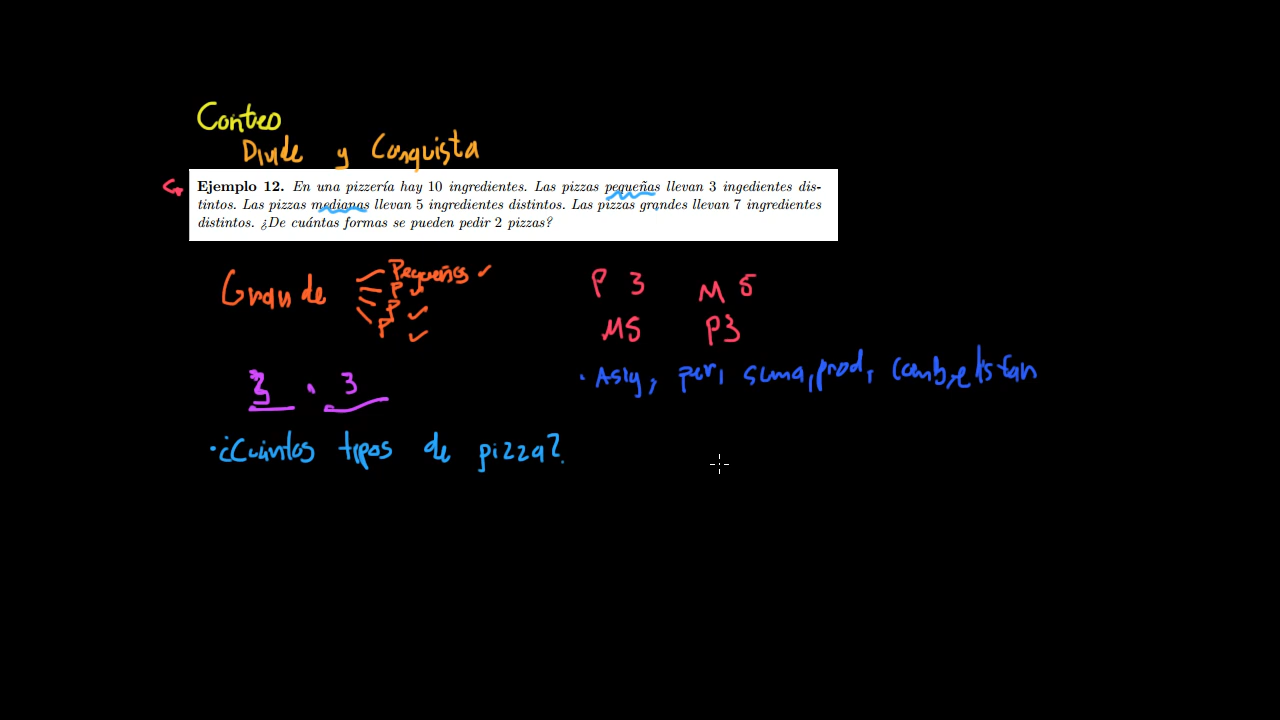 Conteo
Divide y Conquista
Ejemplo 12. En una pizzería hay 10 ingredientes. Las pizzas pequeñas llevan 3 ingedientes dis-
tintos. Las pizzas medianas llevan 5 ingredientes distintos. Las pizzas grandes llevan 7 ingredientes
distintos. ¿De cuántas formas se pueden pedir 2 pizzas?
Grande Pequeños
P
P
P
P 3 M 5
M5 P3
3 . 3
· Asig, per, suma, prod, comb, e Istan
· ¿Cuántos tipos de pizza?